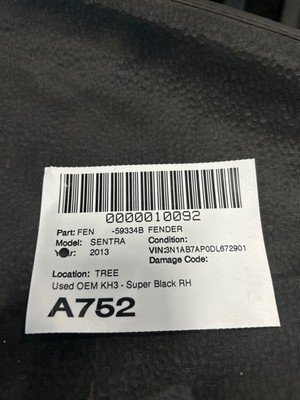 0000010092
Part: FEN -59334B FENDER
Model: SENTRA Condition:
Year: 2013 VIN:3N1AB7AP0DL672901
Damage Code:
Location: TREE
Used OEM KH3 - Super Black RH
A752